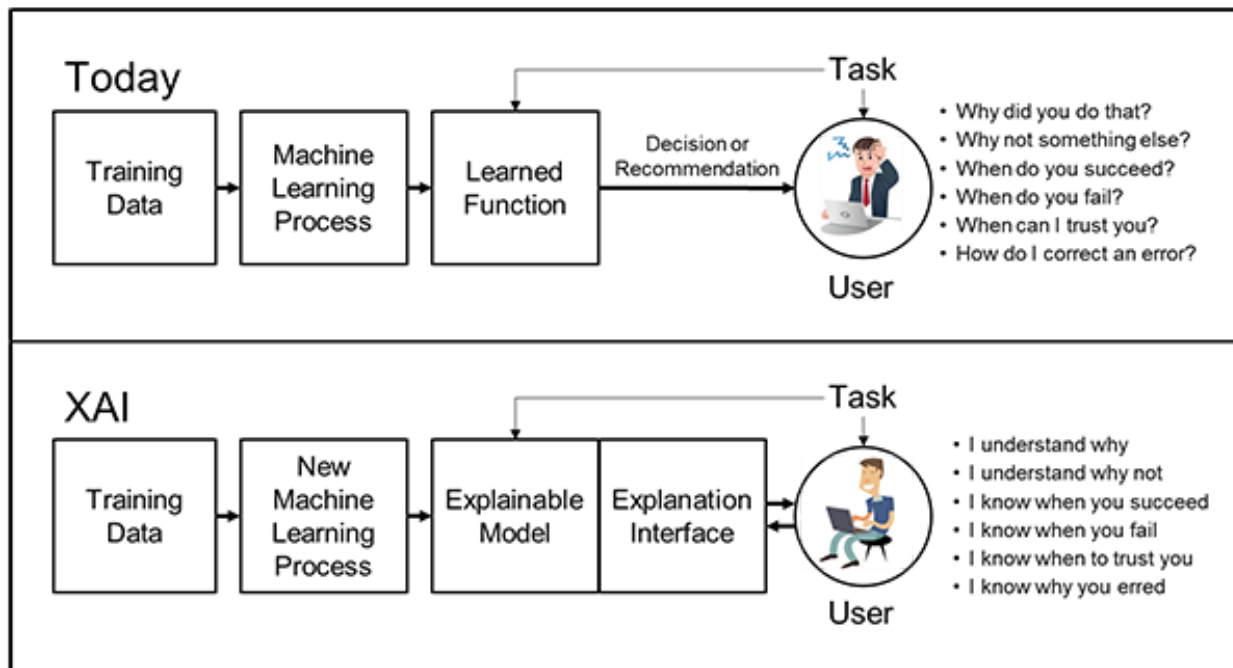 Today
Task
Training
Data
Machine
Learning
Process
Learned
Function
Decision or
Recommendation
User
• Why did you do that?
• Why not something else?
• When do you succeed?
• When do you fail?
• When can I trust you?
• How do I correct an error?
XAI
Task
Training
Data
New
Machine
Learning
Process
Explainable
Model
Explanation
Interface
User
• I understand why
• I understand why not
• I know when you succeed
• I know when you fail
• I know when to trust you
• I know why you erred